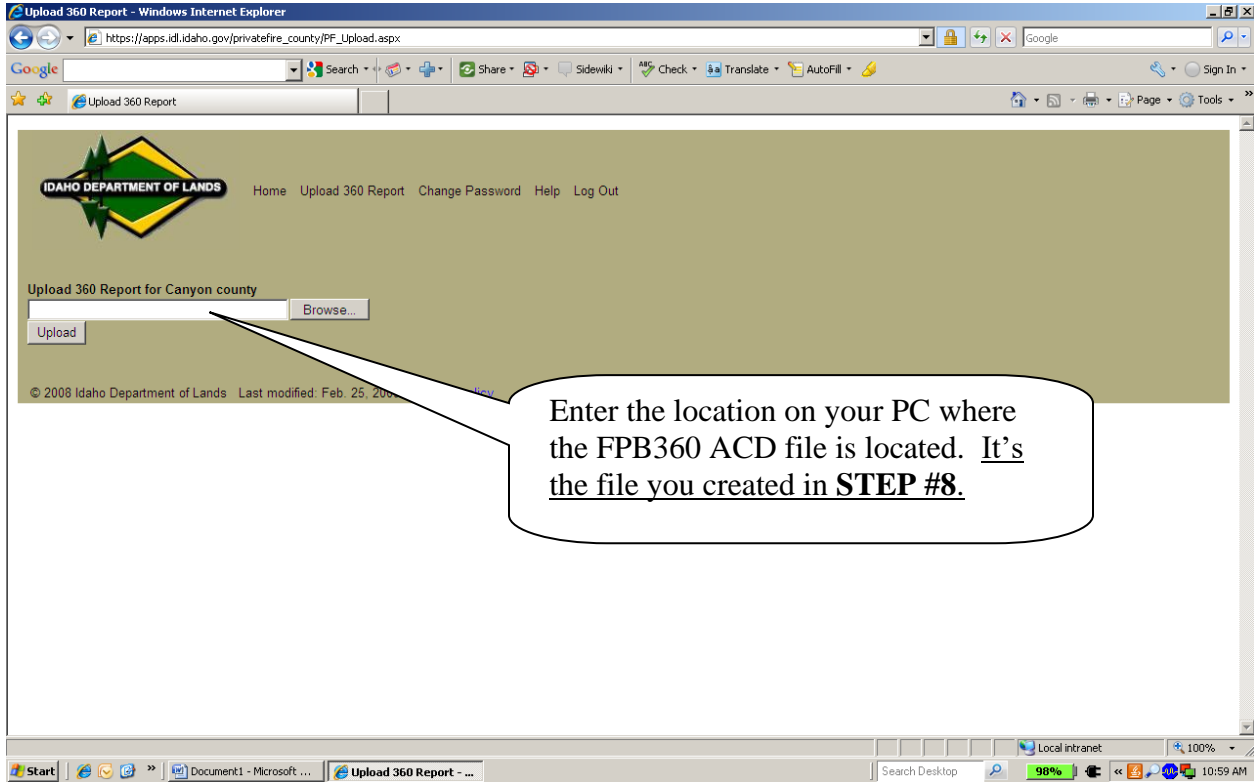 Upload 360 Report - Windows Internet Explorer
https://apps.idl.idaho.gov/privatefire_county/PF_Upload.aspx
Google
Google
Search
Share
Sidewiki
Check
Translate
AutoFill
Sign In
Upload 360 Report
Page
Tools
IDAHO DEPARTMENT OF LANDS
Home Upload 360 Report Change Password Help Log Out
Upload 360 Report for Canyon county
Browse...
Upload
© 2008 Idaho Department of Lands Last modified: Feb. 25,
Enter the location on your PC where
the FPB360 ACD file is located. It’s
the file you created in STEP #8.
Local intranet
100%
Start
Document1 - Microsoft ...
Upload 360 Report - ...
Search Desktop
98%
10:59 AM